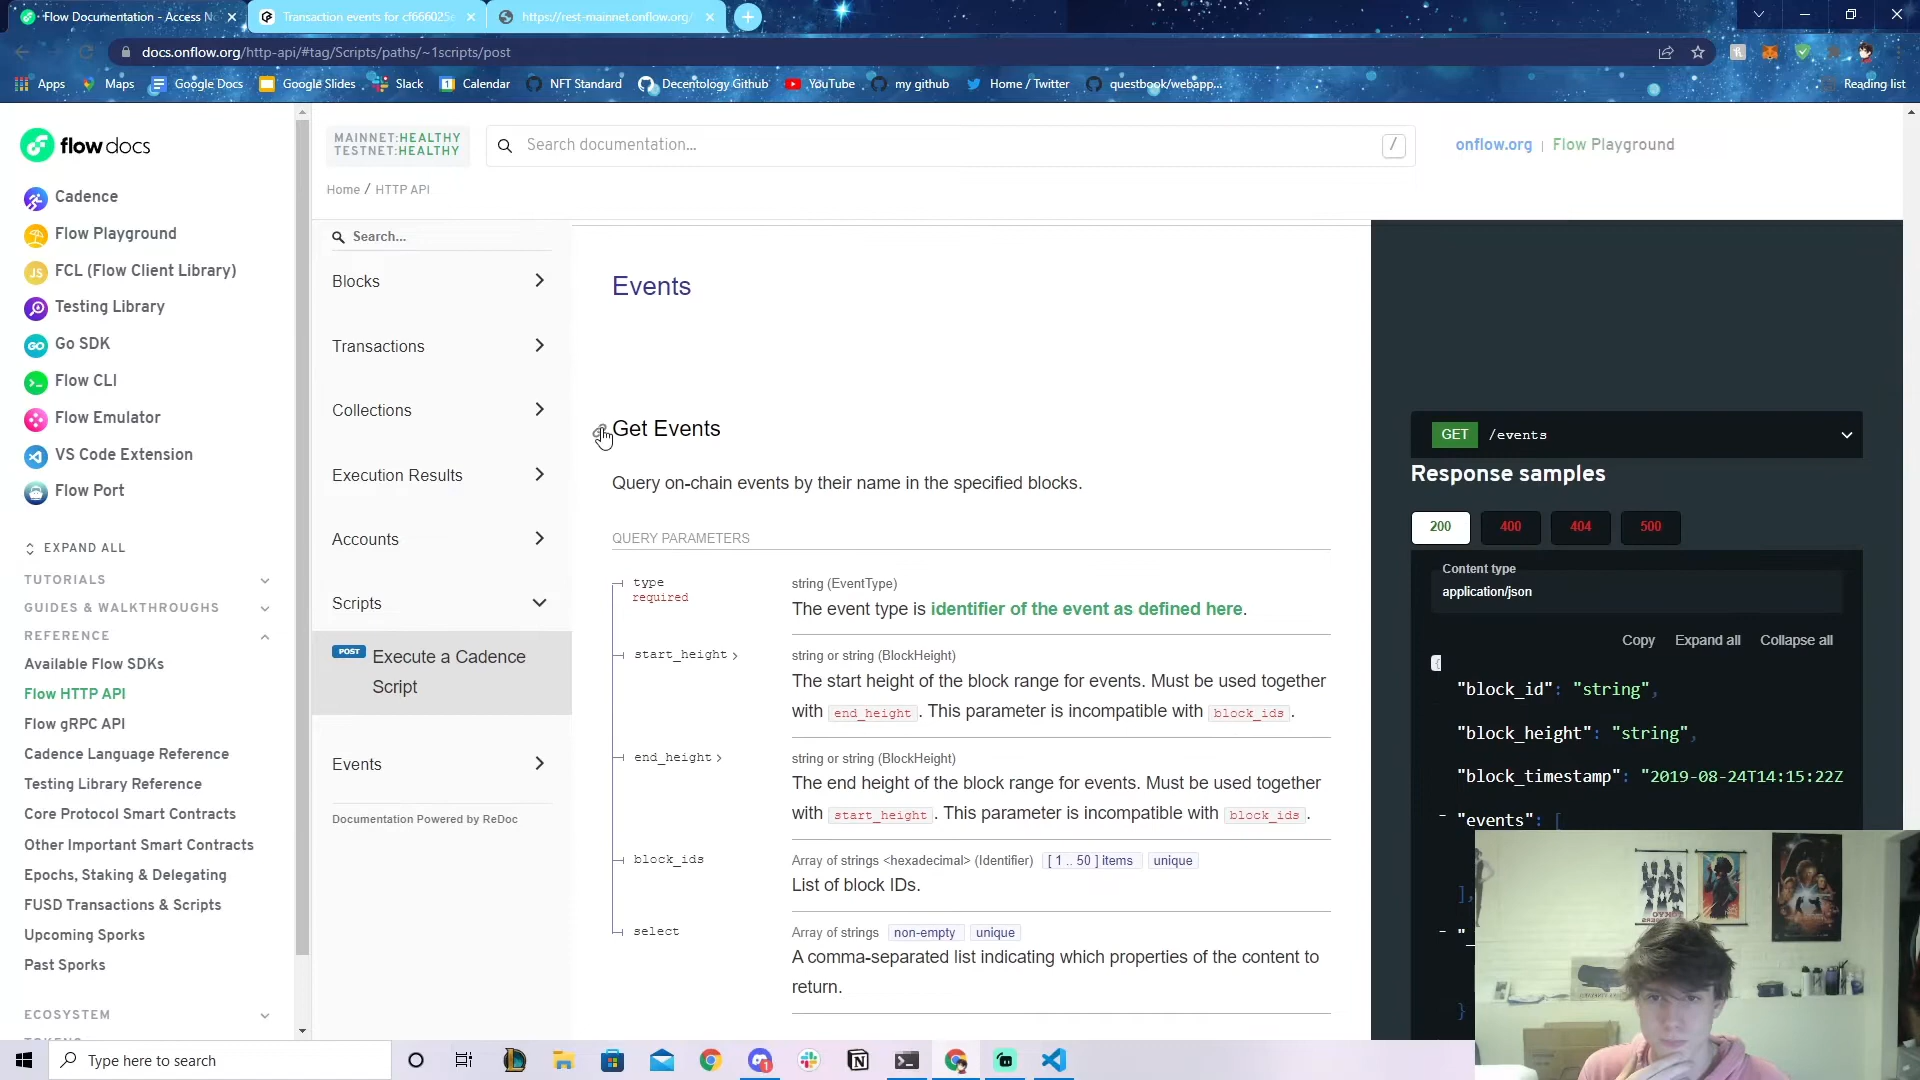 Flow Documentation - Access N
Transaction events for cf666025
https://rest-mainnet.onflow.org/
docs.onflow.org/http-api/#tag/Scripts/paths/~1scripts/post
Apps
Maps
Google Docs
Google Slides
Slack
Calendar
NFT Standard
Decentology Github
YouTube
my github
Home / Twitter
questbook/webapp...
Reading list
flow docs
MAINNET:HEALTHY
TESTNET:HEALTHY
Search documentation...
/
onflow.org | Flow Playground
Home / HTTP API
Cadence
Flow Playground
FCL (Flow Client Library)
Testing Library
Go SDK
Flow CLI
Flow Emulator
VS Code Extension
Flow Port
EXPAND ALL
TUTORIALS
GUIDES & WALKTHROUGHS
REFERENCE
Available Flow SDKs
Flow HTTP API
Flow gRPC API
Cadence Language Reference
Testing Library Reference
Core Protocol Smart Contracts
Other Important Smart Contracts
Epochs, Staking & Delegating
FUSD Transactions & Scripts
Upcoming Sporks
Past Sporks
ECOSYSTEM
Search...
Blocks
Transactions
Collections
Execution Results
Accounts
Scripts
POST Execute a Cadence
Script
Events
Documentation Powered by ReDoc
Events
Get Events
Query on-chain events by their name in the specified blocks.
QUERY PARAMETERS
type
required
string (EventType)
The event type is identifier of the event as defined here.
start_height
string or string (BlockHeight)
The start height of the block range for events. Must be used together
with end_height. This parameter is incompatible with block_ids.
end_height
string or string (BlockHeight)
The end height of the block range for events. Must be used together
with start_height. This parameter is incompatible with block_ids.
block_ids
Array of strings <hexadecimal> (Identifier) [ 1 .. 50 ] items unique
List of block IDs.
select
Array of strings non-empty unique
A comma-separated list indicating which properties of the content to
return.
GET /events
Response samples
200 400 404 500
Content type
application/json
Copy Expand all Collapse all
{
"block_id": "string",
"block_height": "string",
"block_timestamp": "2019-08-24T14:15:22Z
- "events": [
],
- "_
}
Type here to search